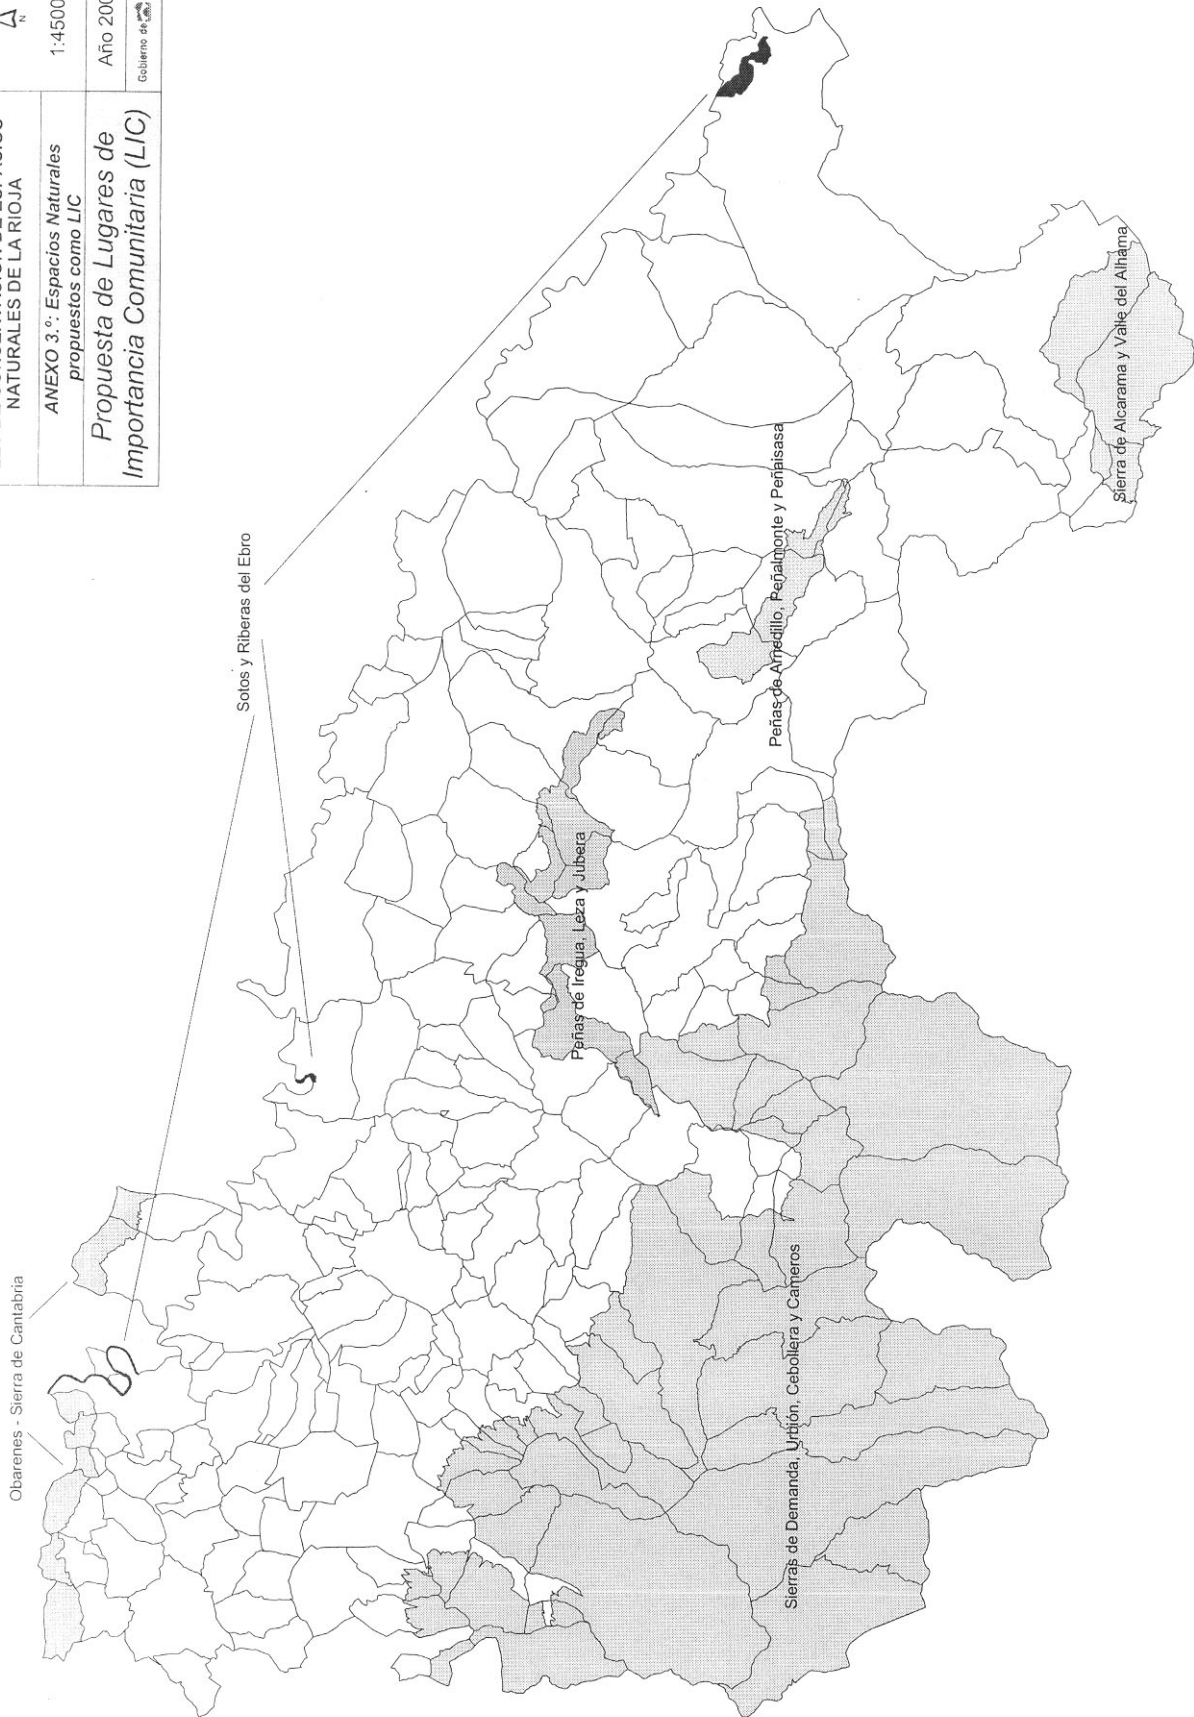 NATURALES DE LA RIOJA
N
ANEXO 3.º: Espacios Naturales
propuestos como LIC
1:4500
Propuesta de Lugares de
Importancia Comunitaria (LIC)
Año 200
Gobierno de
Obarenes - Sierra de Cantabria
Sotos y Riberas del Ebro
Peñas de Iregua, Leza y Jubera
Peñas de Arnedillo, Peñalmonte y Peñaisasa
Sierras de Demanda, Urbión, Cebollera y Cameros
Sierra de Alcarama y Valle del Alhama